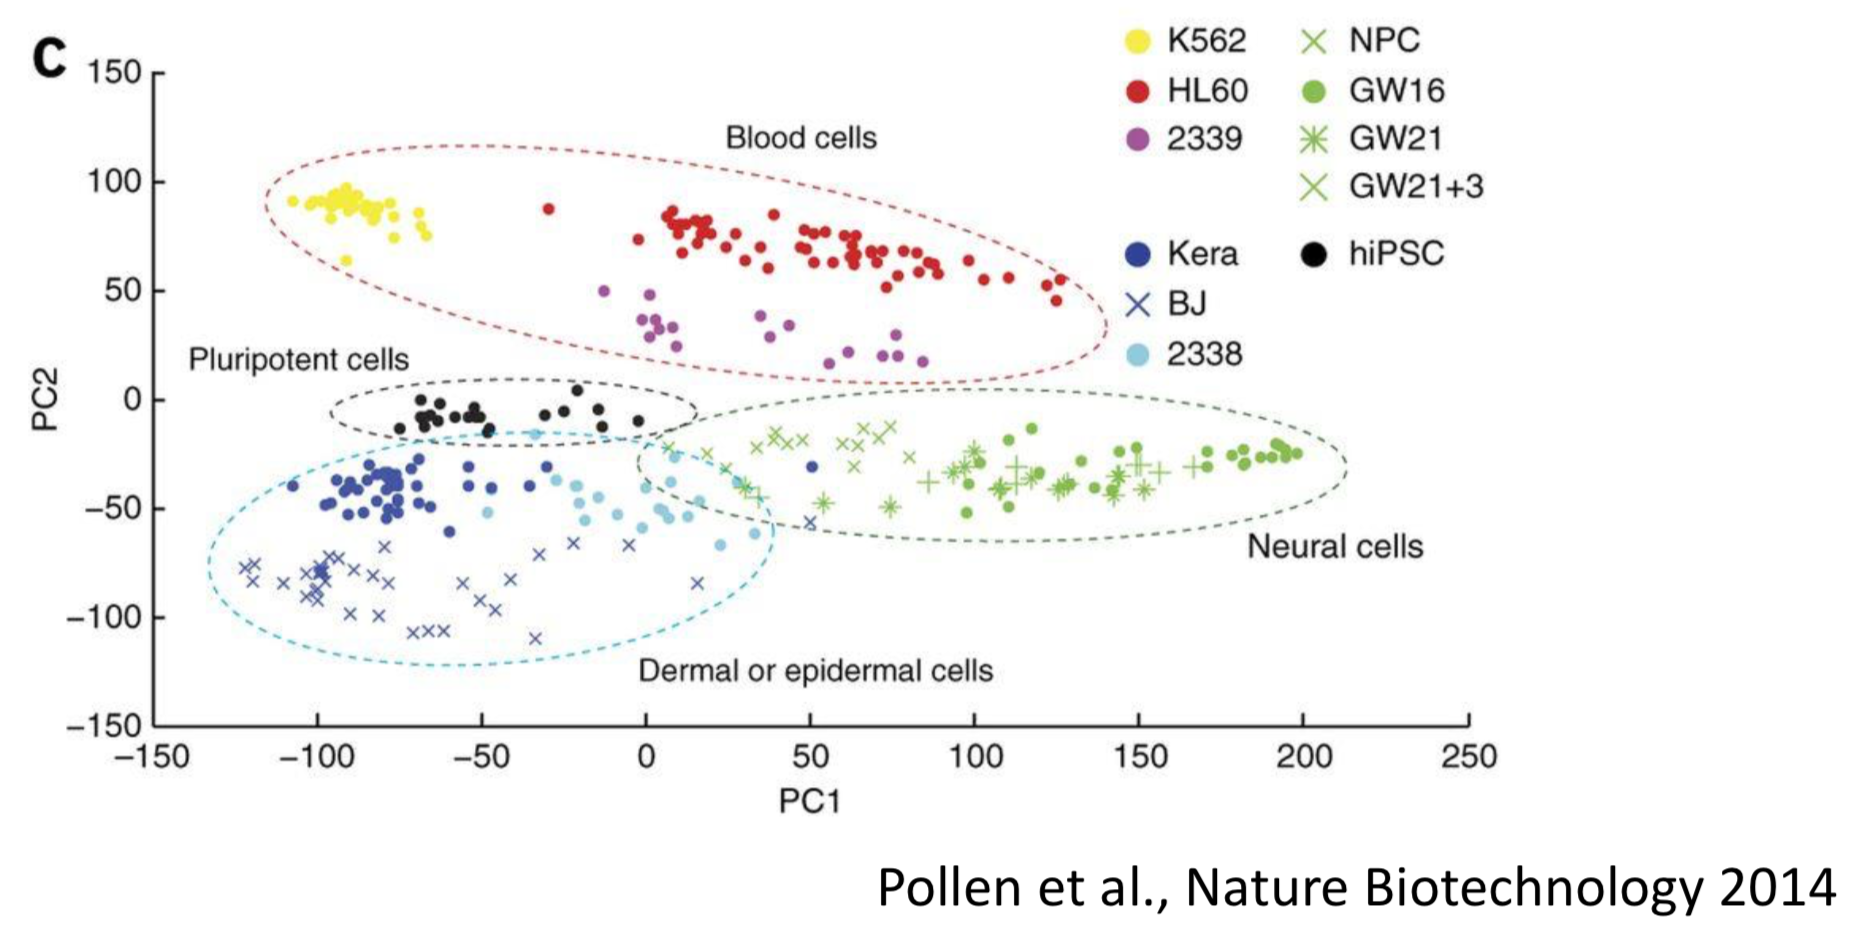 C
150
100
50
0
−50
−100
−150
PC2
−150 −100 −50 0 50 100 150 200 250
PC1
Blood cells
Pluripotent cells
Neural cells
Dermal or epidermal cells
K562
HL60
2339
Kera
BJ
2338
NPC
GW16
GW21
GW21+3
hiPSC
Pollen et al., Nature Biotechnology 2014